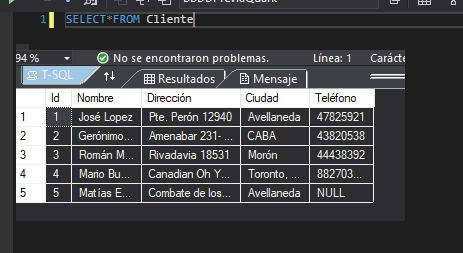 1 SELECT*FROM Cliente
94 % No se encontraron problemas. Línea: 1 Carácte
T-SQL Resultados Mensaje
Id Nombre Dirección Ciudad Teléfono
1 1 José Lopez Pte. Perón 12940 Avellaneda 47825921
2 2 Gerónimo... Amenabar 231-... CABA 43820538
3 3 Román M... Rivadavia 18531 Morón 44438392
4 4 Mario Bu... Canadian Oh Y... Toronto, ... 882703...
5 5 Matías E... Combate de los... Avellaneda NULL